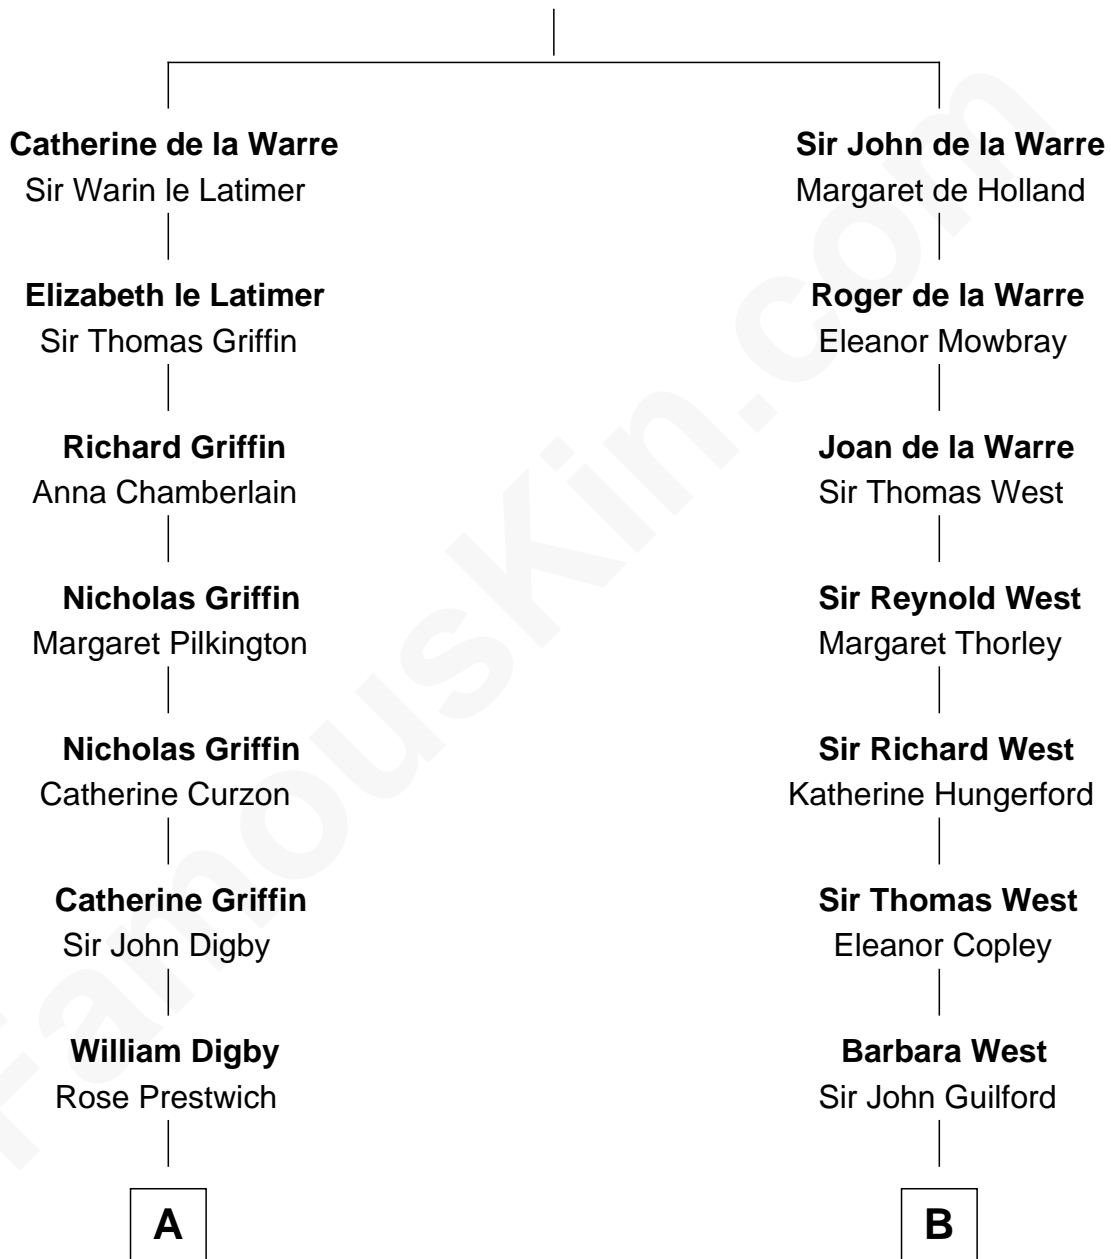 Catherine de la Warre
Sir Warin le Latimer
Elizabeth le Latimer
Sir Thomas Griffin
Richard Griffin
Anna Chamberlain
Nicholas Griffin
Margaret Pilkington
Nicholas Griffin
Catherine Curzon
Catherine Griffin
Sir John Digby
William Digby
Rose Prestwich
A
Sir John de la Warre
Margaret de Holland
Roger de la Warre
Eleanor Mowbray
Joan de la Warre
Sir Thomas West
Sir Reynold West
Margaret Thorley
Sir Richard West
Katherine Hungerford
Sir Thomas West
Eleanor Copley
Barbara West
Sir John Guilford
B
FamousKin.com